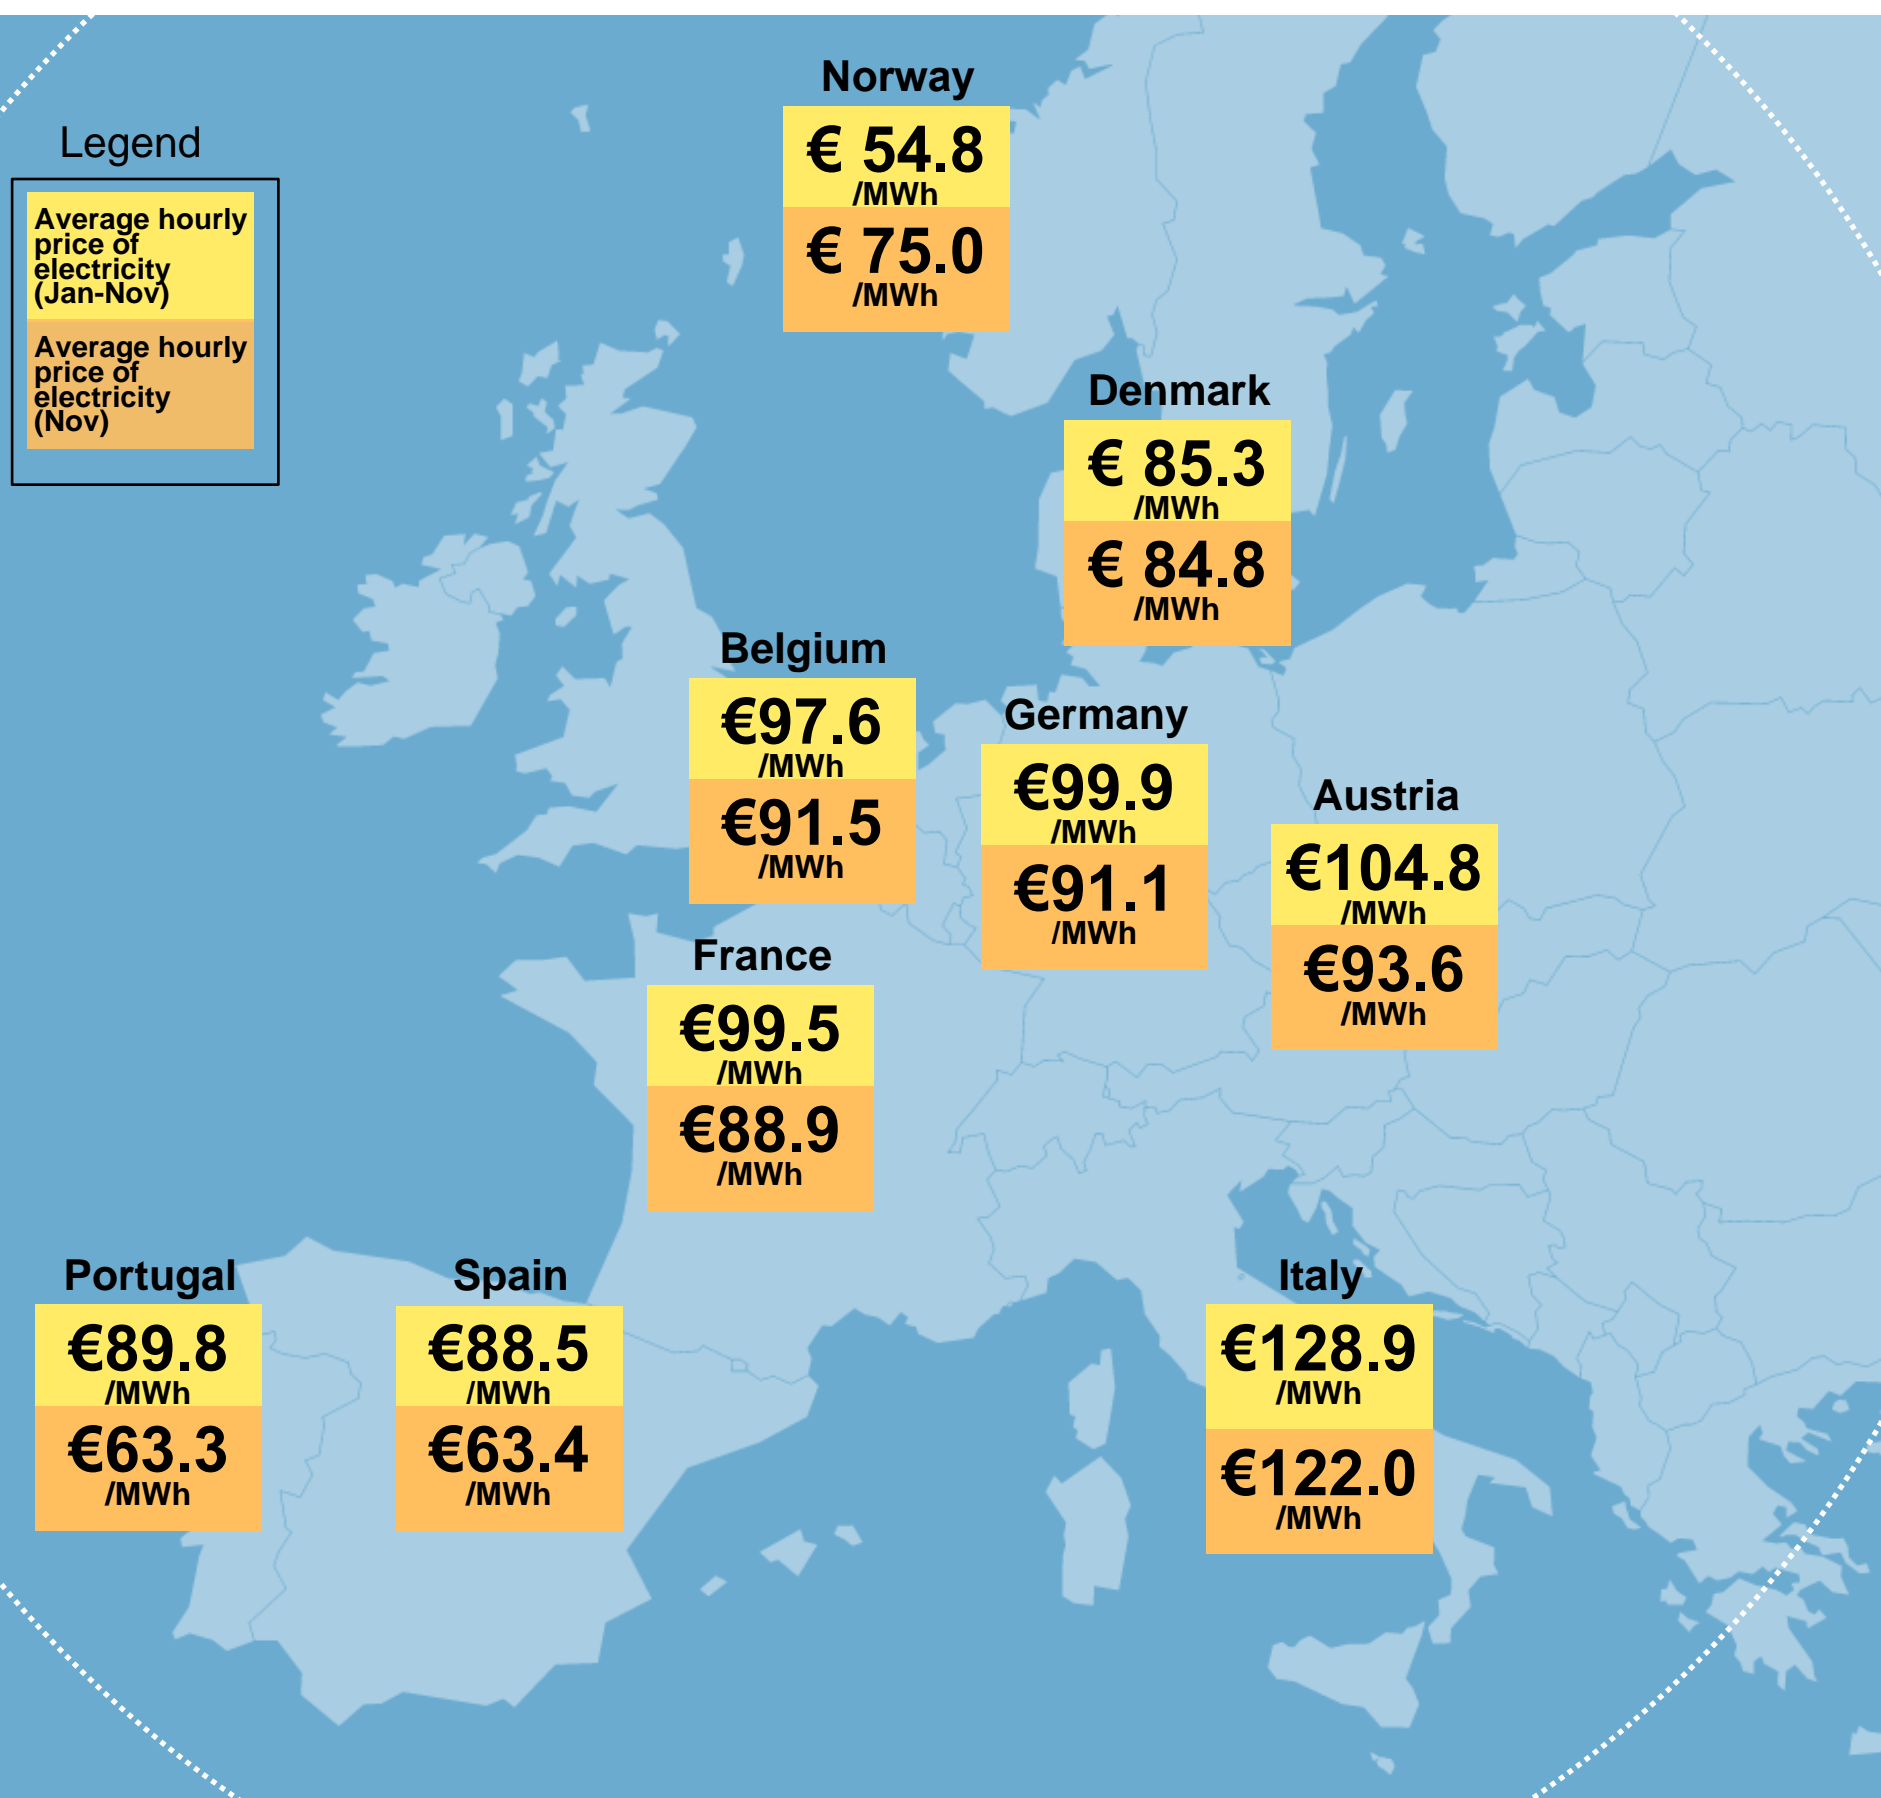 Legend
Average hourly
price of
electricity
(Jan-Nov)
Average hourly
price of
electricity
(Nov)
Norway
€ 54.8
/MWh
€ 75.0
/MWh
Denmark
€ 85.3
/MWh
€ 84.8
/MWh
Belgium
€97.6
/MWh
€91.5
/MWh
Germany
€99.9
/MWh
€91.1
/MWh
Austria
€104.8
/MWh
€93.6
/MWh
France
€99.5
/MWh
€88.9
/MWh
Portugal
€89.8
/MWh
€63.3
/MWh
Spain
€88.5
/MWh
€63.4
/MWh
Italy
€128.9
/MWh
€122.0
/MWh